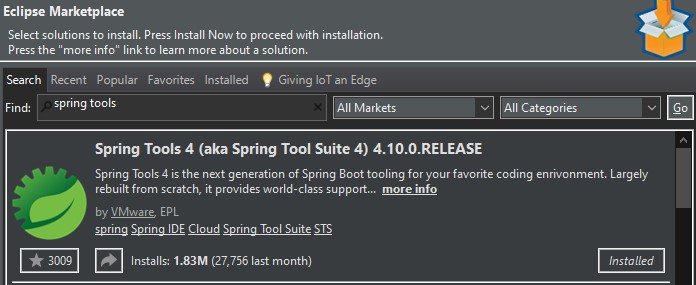 Eclipse Marketplace
Select solutions to install. Press Install Now to proceed with installation.
Press the "more info" link to learn more about a solution.
Search Recent Popular Favorites Installed Giving IoT an Edge
Find: spring tools All Markets All Categories Go
Spring Tools 4 (aka Spring Tool Suite 4) 4.10.0.RELEASE
Spring Tools 4 is the next generation of Spring Boot tooling for your favorite coding enrivonment. Largely
rebuilt from scratch, it provides world-class support... more info
by VMware, EPL
spring Spring IDE Cloud Spring Tool Suite STS
3009 Installs: 1.83M (27,756 last month) Installed